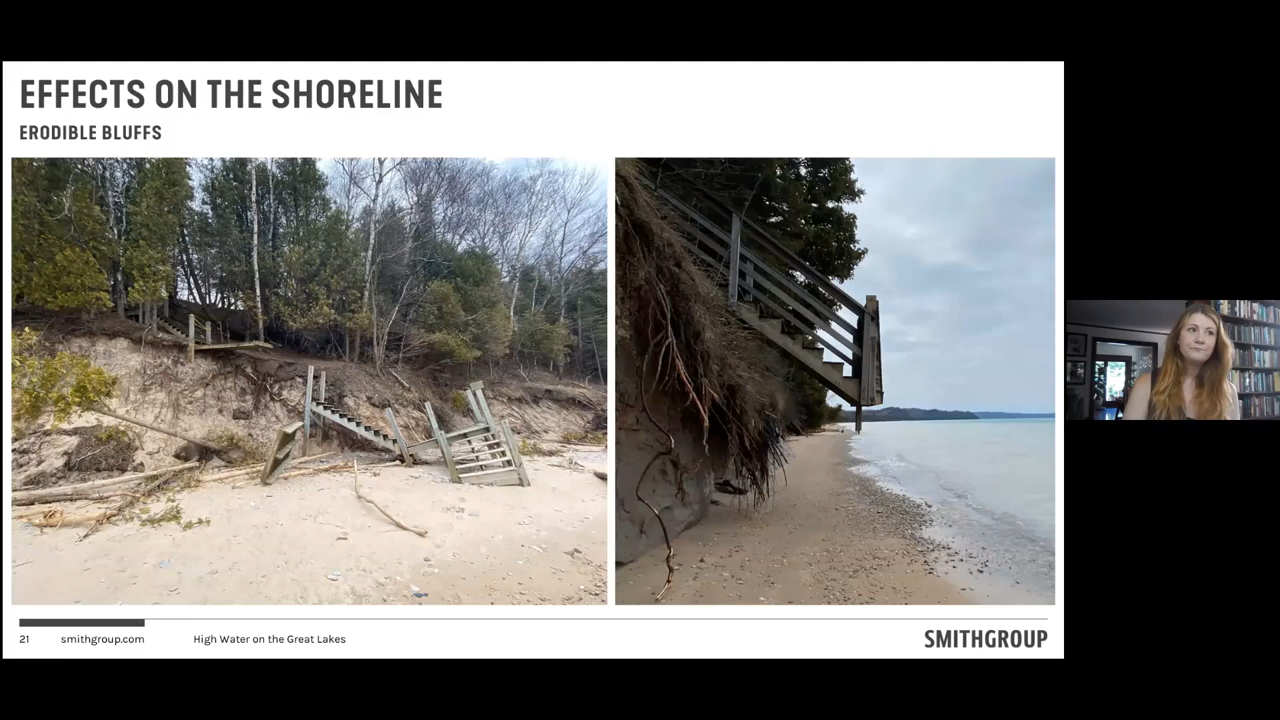 EFFECTS ON THE SHORELINE
ERODIBLE BLUFFS
21 smithgroup.com High Water on the Great Lakes SMITHGROUP